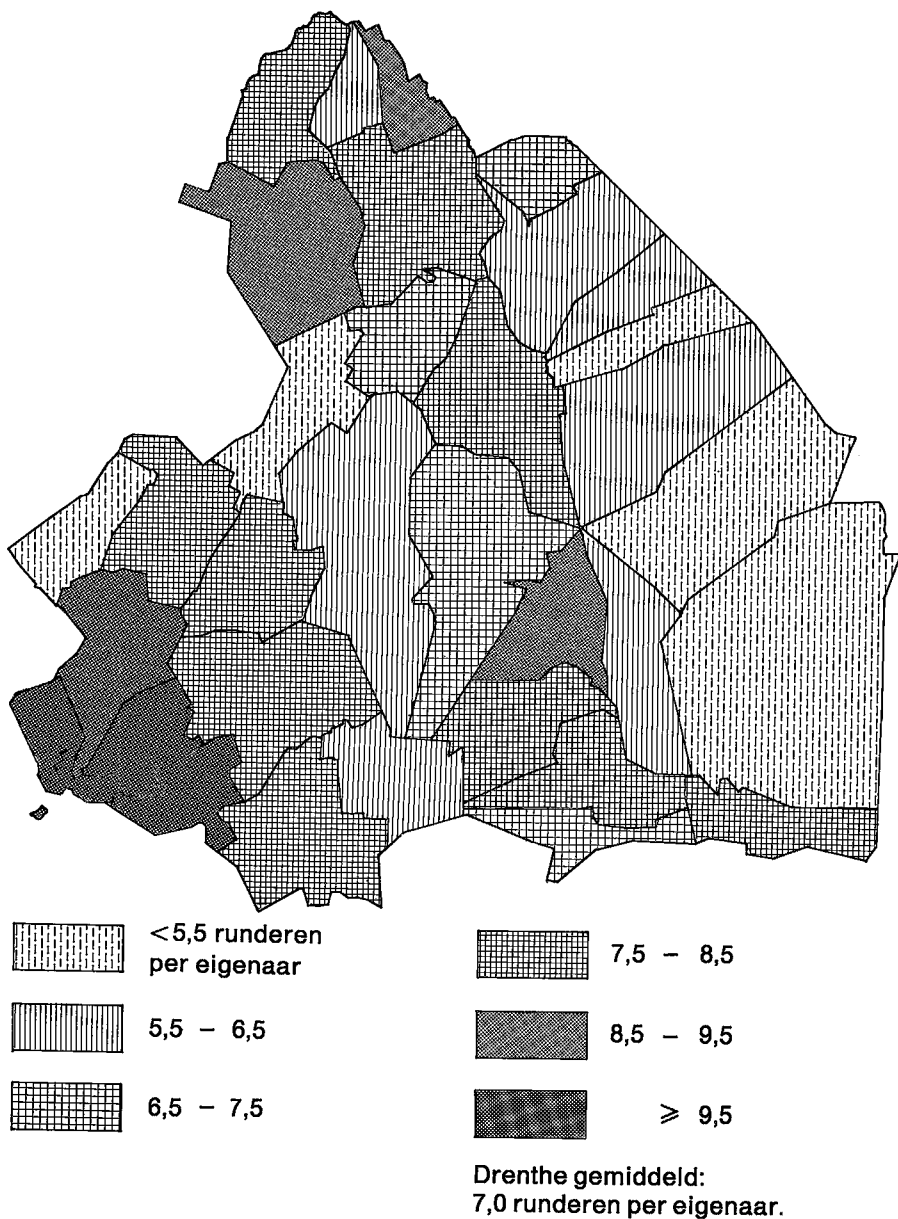 <5,5 runderen
per eigenaar
5,5 – 6,5
6,5 – 7,5
7,5 – 8,5
8,5 – 9,5
⩾ 9,5
Drenthe gemiddeld:
7,0 runderen per eigenaar.